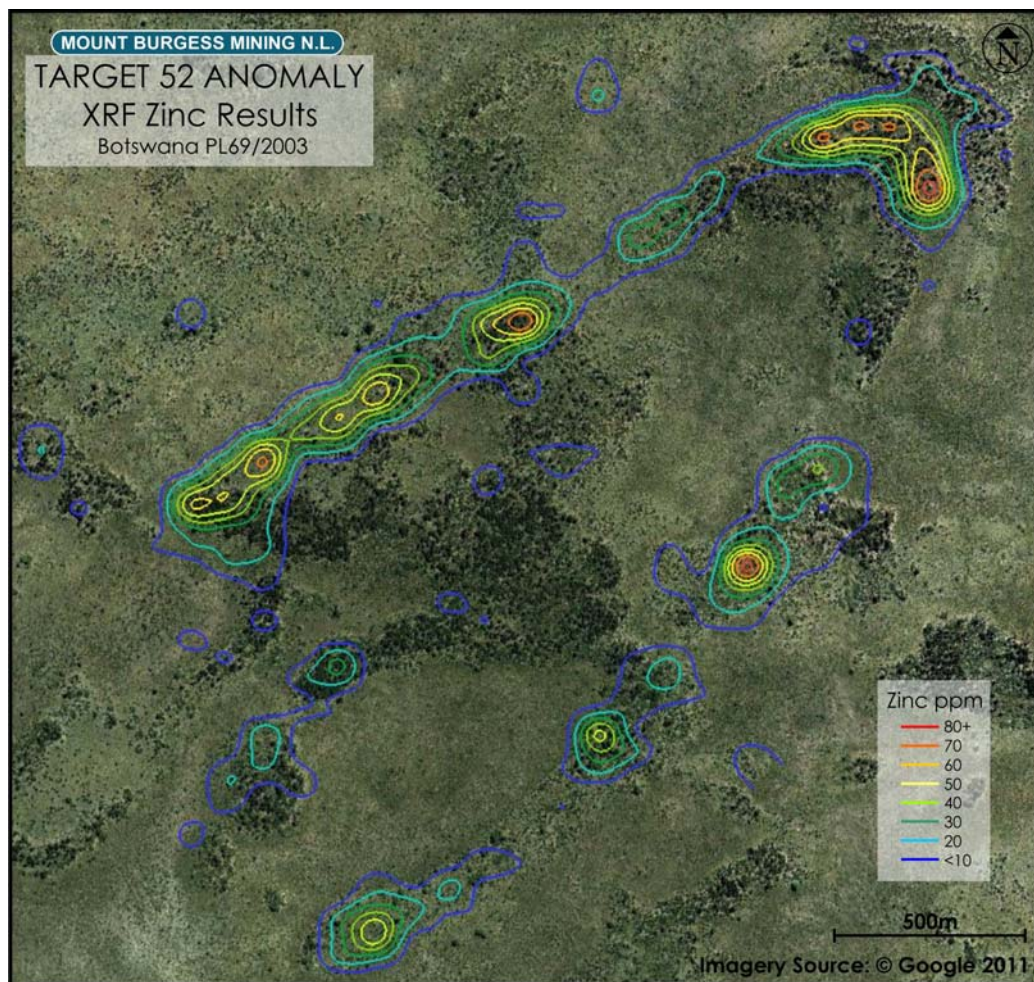 MOUNT BURGESS MINING N.L.
TARGET 52 ANOMALY
XRF Zinc Results
Botswana PL69/2003
N
Zinc ppm
80+
70
60
50
40
30
20
<10
500m
Imagery Source: © Google 2011